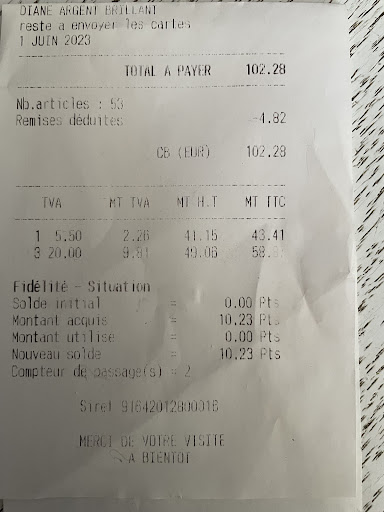 DIANE ARGENT BRILLANT
reste a envoyer les cartes
1 JUIN 2023
TOTAL A PAYER 102.28
Nb.articles : 53
Remises déduites -4.82
CB (EUR) 102.28
TVA MT TVA MT H.T MT TTC
1 5.50 2.26 41.15 43.41
3 20.00 9.81 49.06
Fidélité - Situation
Solde initial = 0.00 Pts
Montant acquis = 10.23 Pts
Montant utilise = 0.00 Pts
Nouveau solde = 10.23 Pts
Compteur de passage(s) = 2
Siret 91642012800016
MERCI DE VOTRE VISITE
A BIENTOT